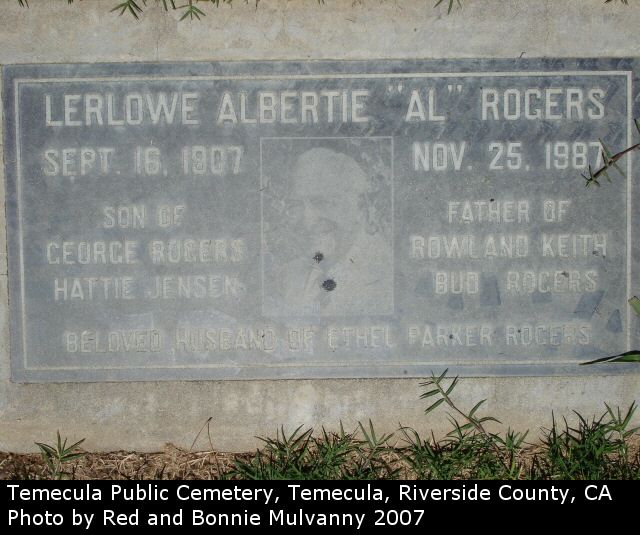 LERLOWE ALBERTIE "AL" ROGERS
SEPT. 16, 1907
NOV. 25, 1987
SON OF
GEORGE ROGERS
HATTIE JENSEN
FATHER OF
ROWLAND KEITH
BUD ROGERS
BELOVED HUSBAND OF ETHEL PARKER ROGERS
Temecula Public Cemetery, Temecula, Riverside County, CA
Photo by Red and Bonnie Mulvanny 2007